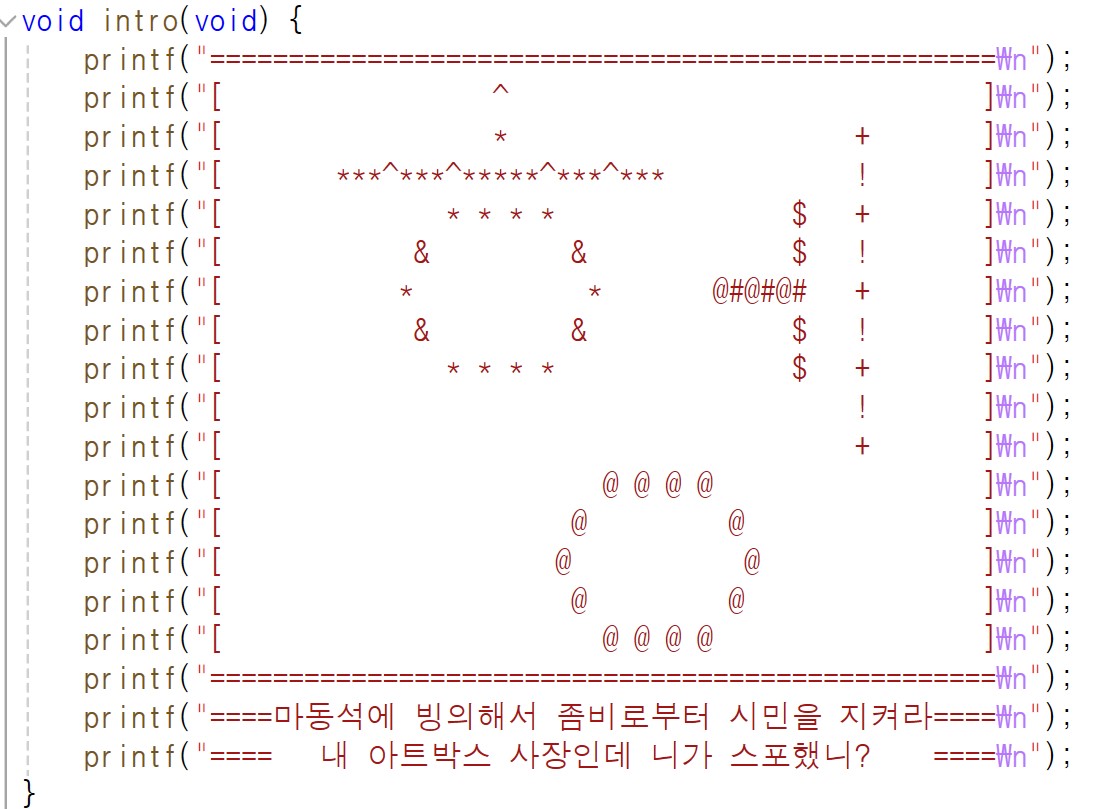 void intro(void) {
    printf("==================================================₩n");
    printf("[                 ^                              ]₩n");
    printf("[                 *                      +       ]₩n");
    printf("[       ***^***^*****^***^***            !       ]₩n");
    printf("[              * * * *               $   +       ]₩n");
    printf("[            &         &             $   !       ]₩n");
    printf("[           *           *       @#@#@#   +       ]₩n");
    printf("[            &         &             $   !       ]₩n");
    printf("[              * * * *               $   +       ]₩n");
    printf("[                                        !       ]₩n");
    printf("[                                        +       ]₩n");
    printf("[                        @ @ @ @                 ]₩n");
    printf("[                      @         @               ]₩n");
    printf("[                     @           @              ]₩n");
    printf("[                      @         @               ]₩n");
    printf("[                        @ @ @ @                 ]₩n");
    printf("==================================================₩n");
    printf("====마동석에 빙의해서 좀비로부터 시민을 지켜라====₩n");
    printf("====   내 아트박스 사장인데 니가 스포했니?    ====₩n");
}